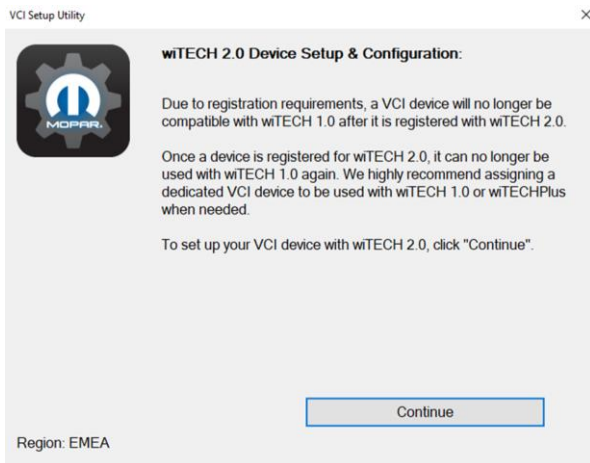 VCI Setup Utility
wiTECH 2.0 Device Setup & Configuration:
MOPAR.
Due to registration requirements, a VCI device will no longer be
compatible with wiTECH 1.0 after it is registered with wiTECH 2.0.
Once a device is registered for wiTECH 2.0, it can no longer be
used with wiTECH 1.0 again. We highly recommend assigning a
dedicated VCI device to be used with wiTECH 1.0 or wiTECHPlus
when needed.
To set up your VCI device with wiTECH 2.0, click "Continue".
Continue
Region: EMEA